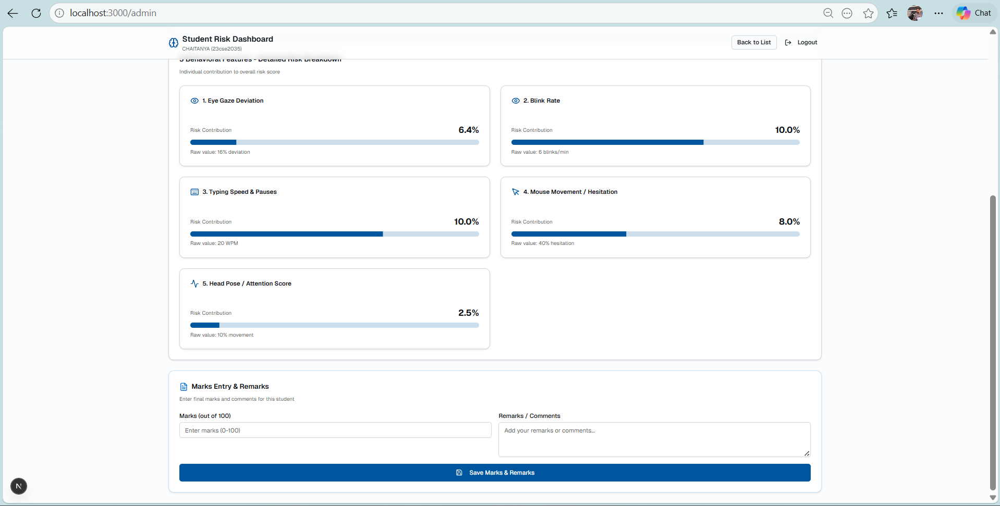 localhost:3000/admin
Chat
Student Risk Dashboard
CHAITANYA (23cse2035)
Back to List
Logout
5 Behavioral Features - Detailed Risk Breakdown
Individual contribution to overall risk score
1. Eye Gaze Deviation
Risk Contribution
6.4%
Raw value: 16% deviation
2. Blink Rate
Risk Contribution
10.0%
Raw value: 6 blinks/min
3. Typing Speed & Pauses
Risk Contribution
10.0%
Raw value: 20 WPM
4. Mouse Movement / Hesitation
Risk Contribution
8.0%
Raw value: 40% hesitation
5. Head Pose / Attention Score
Risk Contribution
2.5%
Raw value: 10% movement
Marks Entry & Remarks
Enter final marks and comments for this student
Marks (out of 100)
Enter marks (0-100)
Remarks / Comments
Add your remarks or comments...
Save Marks & Remarks
N